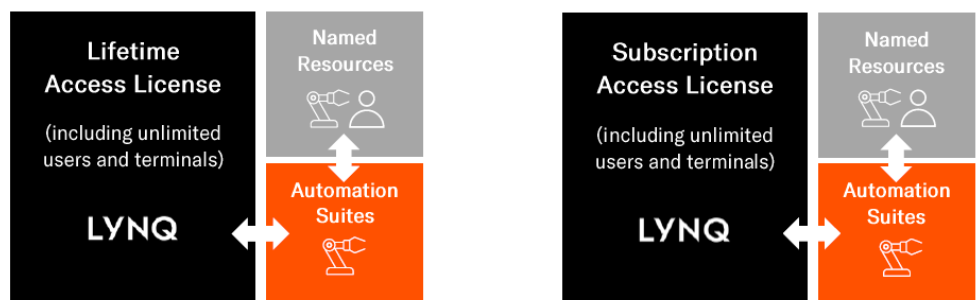 Lifetime
Access License
(including unlimited
users and terminals)
LYNQ
Named
Resources
Automation
Suites
Subscription
Access License
(including unlimited
users and terminals)
LYNQ
Named
Resources
Automation
Suites